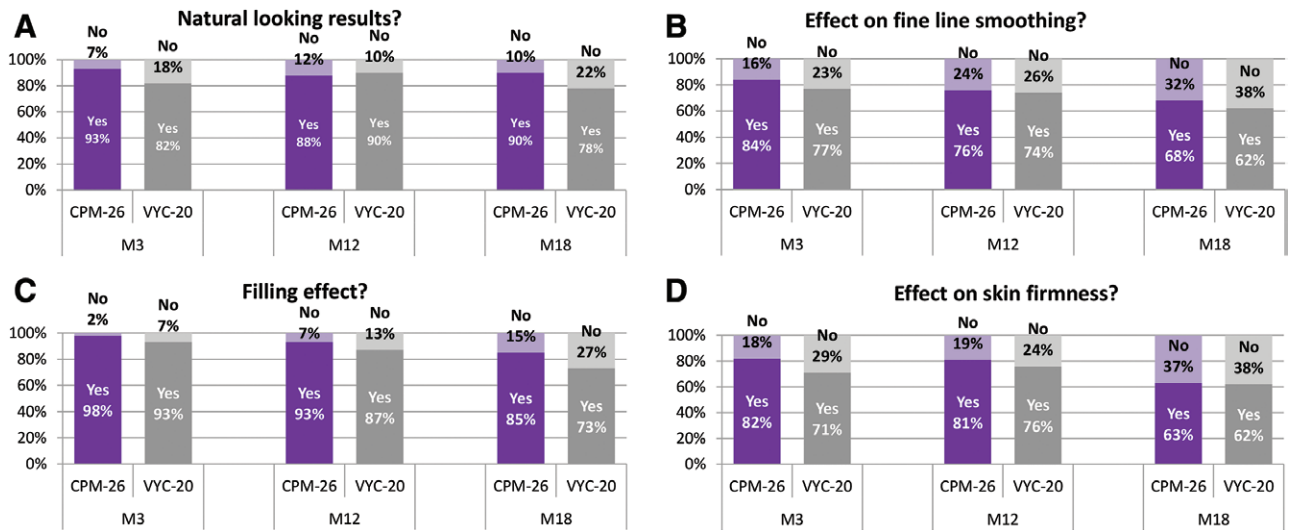 A
Natural looking results?
No
7%
No
18%
No
12%
No
10%
No
10%
No
22%
100%
80%
60%
40%
20%
0%
Yes
93%
Yes
82%
Yes
88%
Yes
90%
Yes
90%
Yes
78%
CPM-26 VYC-20 CPM-26 VYC-20 CPM-26 VYC-20
M3 M12 M18
B
Effect on fine line smoothing?
No
16%
No
23%
No
24%
No
26%
No
32%
No
38%
100%
80%
60%
40%
20%
0%
Yes
84%
Yes
77%
Yes
76%
Yes
74%
Yes
68%
Yes
62%
CPM-26 VYC-20 CPM-26 VYC-20 CPM-26 VYC-20
M3 M12 M18
C
Filling effect?
No
2%
No
7%
No
7%
No
13%
No
15%
No
27%
100%
80%
60%
40%
20%
0%
Yes
98%
Yes
93%
Yes
93%
Yes
87%
Yes
85%
Yes
73%
CPM-26 VYC-20 CPM-26 VYC-20 CPM-26 VYC-20
M3 M12 M18
D
Effect on skin firmness?
No
18%
No
29%
No
19%
No
24%
No
37%
No
38%
100%
80%
60%
40%
20%
0%
Yes
82%
Yes
71%
Yes
81%
Yes
76%
Yes
63%
Yes
62%
CPM-26 VYC-20 CPM-26 VYC-20 CPM-26 VYC-20
M3 M12 M18